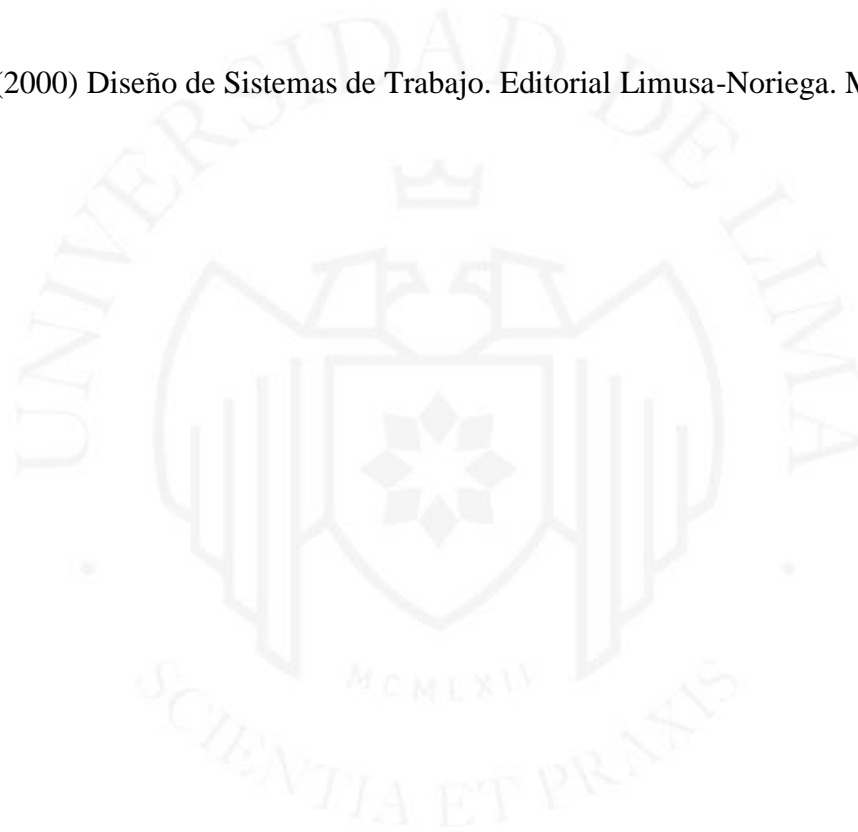 (2000) Diseño de Sistemas de Trabajo. Editorial Limusa-Noriega. M
UNIVERSIDAD DE LIMA
MCMLXII
SCIENTIA ET PRAXIS